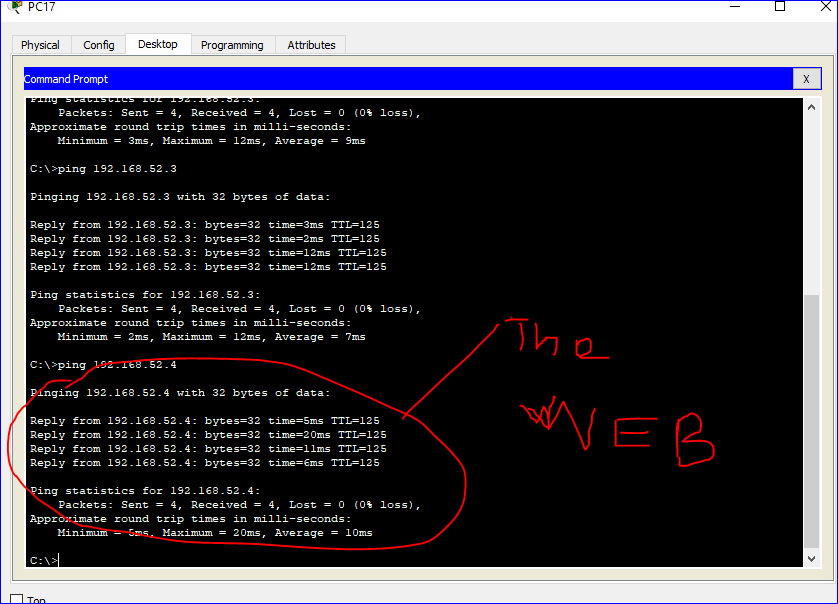 PC17
Physical Config Desktop Programming Attributes
Command Prompt X
Ping statistics for 192.168.52.3:
Packets: Sent = 4, Received = 4, Lost = 0 (0% loss),
Approximate round trip times in milli-seconds:
Minimum = 3ms, Maximum = 12ms, Average = 9ms
C:\>ping 192.168.52.3
Pinging 192.168.52.3 with 32 bytes of data:
Reply from 192.168.52.3: bytes=32 time=3ms TTL=125
Reply from 192.168.52.3: bytes=32 time=2ms TTL=125
Reply from 192.168.52.3: bytes=32 time=12ms TTL=125
Reply from 192.168.52.3: bytes=32 time=12ms TTL=125
Ping statistics for 192.168.52.3:
Packets: Sent = 4, Received = 4, Lost = 0 (0% loss),
Approximate round trip times in milli-seconds:
Minimum = 2ms, Maximum = 12ms, Average = 7ms
C:\>ping 192.168.52.4
Pinging 192.168.52.4 with 32 bytes of data:
Reply from 192.168.52.4: bytes=32 time=5ms TTL=125
Reply from 192.168.52.4: bytes=32 time=20ms TTL=125
Reply from 192.168.52.4: bytes=32 time=11ms TTL=125
Reply from 192.168.52.4: bytes=32 time=6ms TTL=125
Ping statistics for 192.168.52.4:
Packets: Sent = 4, Received = 4, Lost = 0 (0% loss),
Approximate round trip times in milli-seconds:
Minimum = 5ms, Maximum = 20ms, Average = 10ms
C:\>
The
WEB
Top